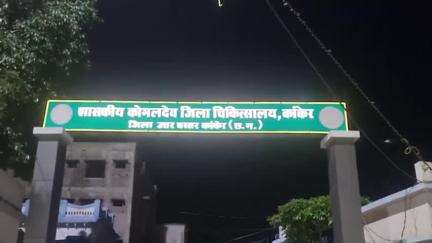 शासकीय कोमलदेव जिला चिकित्सालय, कांकेर
जिला उत्तर बस्तर कांकेर (छ. ग.)